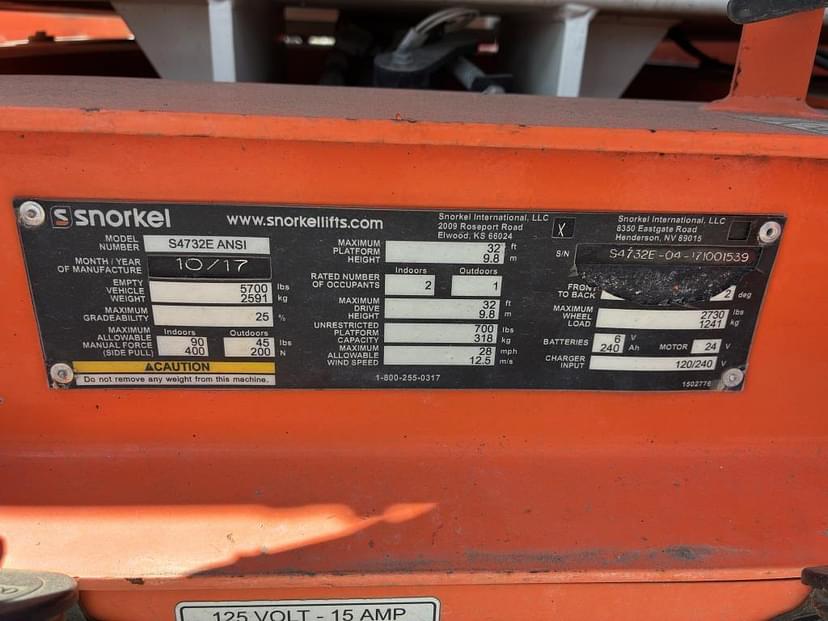 snorkel www.snorkellifts.com
Snorkel International, LLC
2009 Roseport Road
Elwood, KS 66024
X
Snorkel International, LLC
8350 Eastgate Road
Henderson, NV 89015
MODEL NUMBER S4732E ANSI
MONTH / YEAR OF MANUFACTURE 10/17
EMPTY VEHICLE WEIGHT 5700 lbs
2591 kg
MAXIMUM GRADEABILITY 25 %
MAXIMUM ALLOWABLE MANUAL FORCE (SIDE PULL)
Indoors Outdoors
90 45 lbs
400 200 N
⚠CAUTION
Do not remove any weight from this machine.
MAXIMUM PLATFORM HEIGHT 32 ft
9.8 m
RATED NUMBER OF OCCUPANTS
Indoors Outdoors
2 1
MAXIMUM DRIVE HEIGHT 32 ft
9.8 m
UNRESTRICTED PLATFORM CAPACITY 700 lbs
318 kg
MAXIMUM ALLOWABLE WIND SPEED 28 mph
12.5 m/s
1-800-255-0317
S/N S4732E-04-171001539
FRONT TO BACK 2 deg
MAXIMUM WHEEL LOAD 2730 lbs
1241 kg
BATTERIES 6 V
240 Ah
MOTOR 24 V
CHARGER INPUT 120/240 V
1502776
125 VOLT - 15 AMP